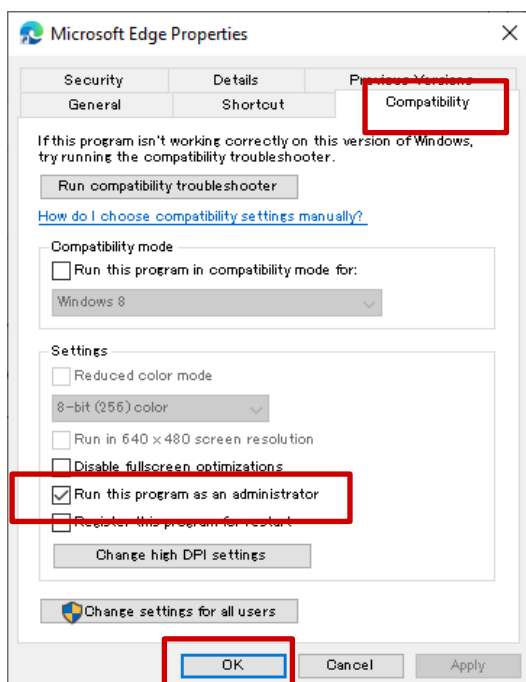 Microsoft Edge Properties
Security Details Previous Versions
General Shortcut Compatibility
If this program isn't working correctly on this version of Windows,
try running the compatibility troubleshooter.
Run compatibility troubleshooter
How do I choose compatibility settings manually?
Compatibility mode
Run this program in compatibility mode for:
Windows 8
Settings
Reduced color mode
8-bit (256) color
Run in 640 × 480 screen resolution
Disable fullscreen optimizations
Run this program as an administrator
Register this program for restart
Change high DPI settings
Change settings for all users
OK Cancel Apply